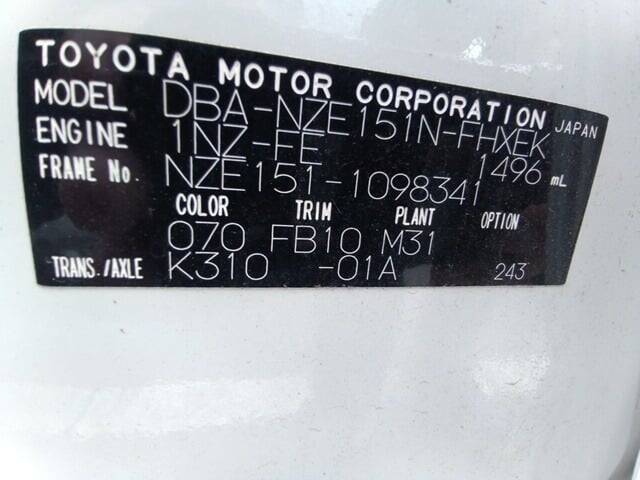 TOYOTA MOTOR CORPORATION JAPAN
MODEL DBA-NZE151N-FHXEK
ENGINE 1NZ-FE 1496 mL
FRAME No. NZE151-1098341
COLOR TRIM PLANT OPTION
070 FB10 M31
TRANS./AXLE K310 -01A 243